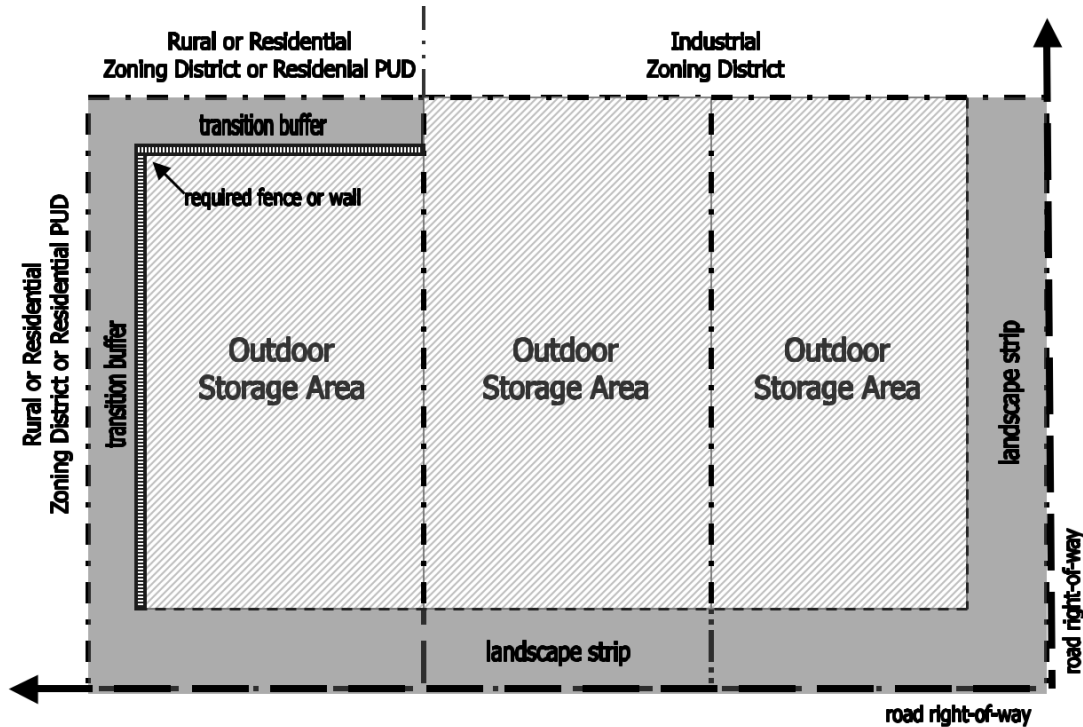 Rural or Residential
Zoning District or Residenial PUD
Industrial
Zoning District
transition buffer
required fence or wall
Rural or Residential
Zoning District or Residential PUD
transition buffer
Outdoor
Storage Area
Outdoor
Storage Area
Outdoor
Storage Area
landscape strip
road right-of-way
landscape strip
road right-of-way